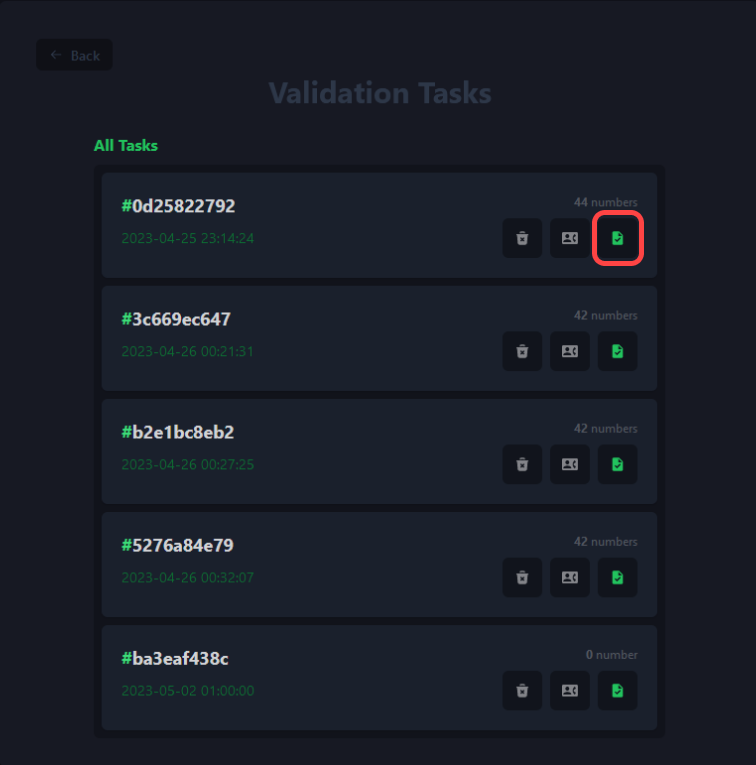 ← Back
Validation Tasks
All Tasks
#0d25822792
44 numbers
2023-04-25 23:14:24
#3c669ec647
42 numbers
2023-04-26 00:21:31
#b2e1bc8eb2
42 numbers
2023-04-26 00:27:25
#5276a84e79
42 numbers
2023-04-26 00:32:07
#ba3eaf438c
0 number
2023-05-02 01:00:00